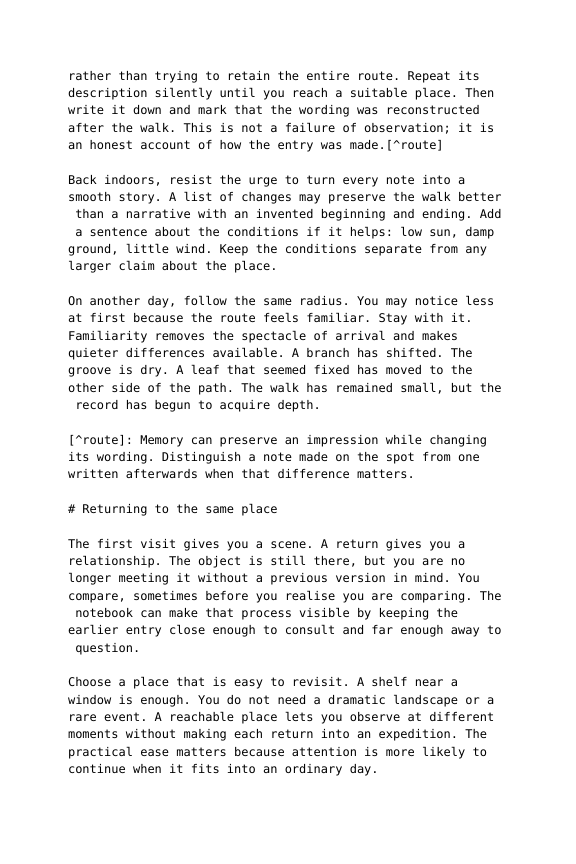 rather than trying to retain the entire route. Repeat its
description silently until you reach a suitable place. Then
write it down and mark that the wording was reconstructed
after the walk. This is not a failure of observation; it is
an honest account of how the entry was made.[^route]

Back indoors, resist the urge to turn every note into a
smooth story. A list of changes may preserve the walk better
 than a narrative with an invented beginning and ending. Add
 a sentence about the conditions if it helps: low sun, damp
ground, little wind. Keep the conditions separate from any
larger claim about the place.

On another day, follow the same radius. You may notice less
at first because the route feels familiar. Stay with it.
Familiarity removes the spectacle of arrival and makes
quieter differences available. A branch has shifted. The
groove is dry. A leaf that seemed fixed has moved to the
other side of the path. The walk has remained small, but the
 record has begun to acquire depth.

[^route]: Memory can preserve an impression while changing
its wording. Distinguish a note made on the spot from one
written afterwards when that difference matters.

# Returning to the same place

The first visit gives you a scene. A return gives you a
relationship. The object is still there, but you are no
longer meeting it without a previous version in mind. You
compare, sometimes before you realise you are comparing. The
 notebook can make that process visible by keeping the
earlier entry close enough to consult and far enough away to
 question.

Choose a place that is easy to revisit. A shelf near a
window is enough. You do not need a dramatic landscape or a
rare event. A reachable place lets you observe at different
moments without making each return into an expedition. The
practical ease matters because attention is more likely to
continue when it fits into an ordinary day.